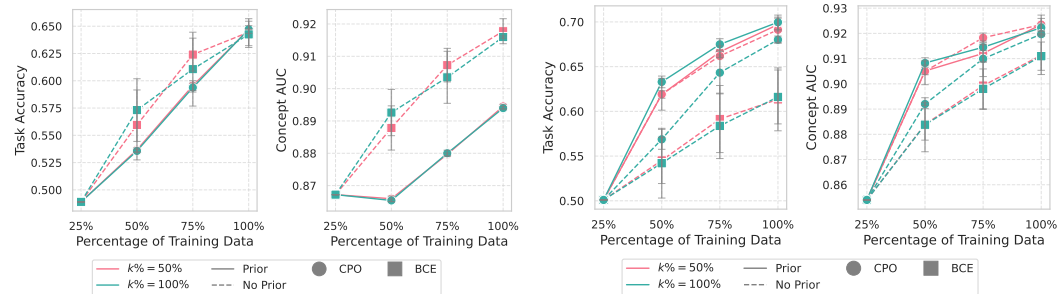 0.650
0.625
0.600
0.575
0.550
0.525
0.500
Task Accuracy
25% 50% 75% 100%
Percentage of Training Data
0.92
0.91
0.90
0.89
0.88
0.87
Concept AUC
25% 50% 75% 100%
Percentage of Training Data
k% = 50%
k% = 100%
Prior
No Prior
CPO
BCE
0.70
0.65
0.60
0.55
0.50
Task Accuracy
25% 50% 75% 100%
Percentage of Training Data
0.93
0.92
0.91
0.90
0.89
0.88
0.87
0.86
Concept AUC
25% 50% 75% 100%
Percentage of Training Data
k% = 50%
k% = 100%
Prior
No Prior
CPO
BCE